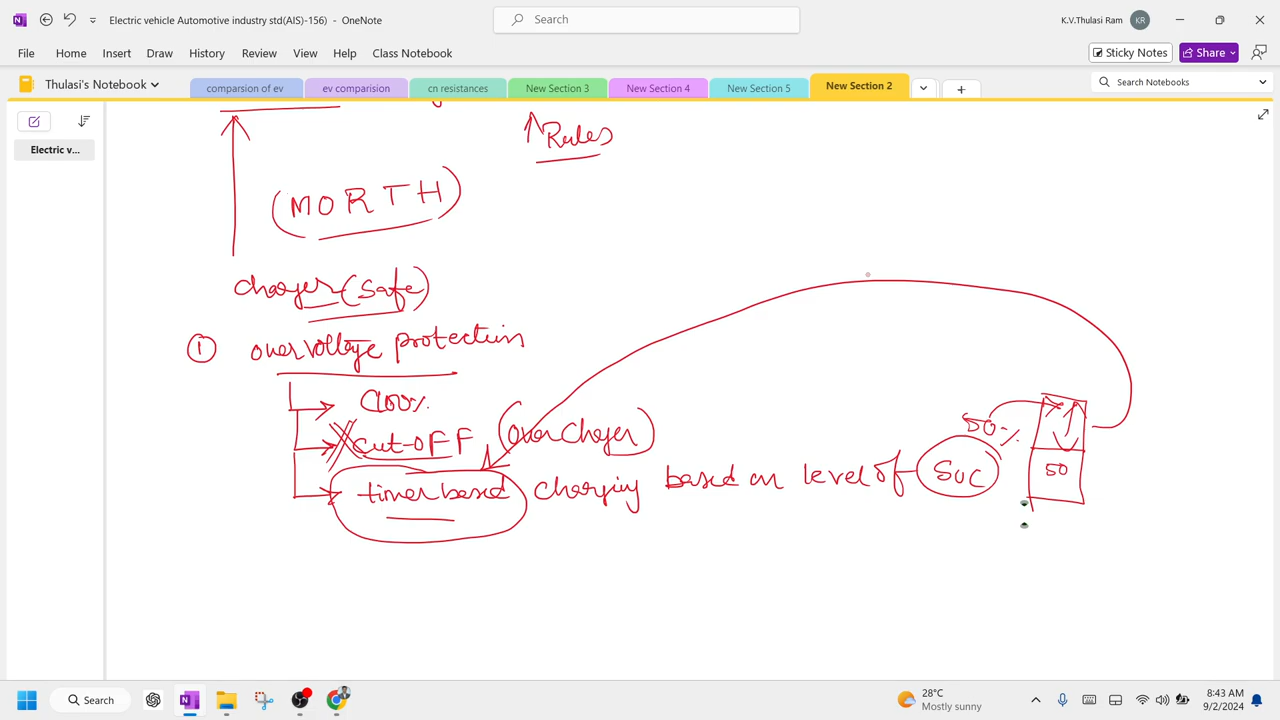 Electric vehicle Automotive industry std(AIS)-156) - OneNote
Search
K.V.Thulasi Ram
KR
File Home Insert Draw History Review View Help Class Notebook
Sticky Notes
Share
Thulasi's Notebook
comparsion of ev
ev comparision
cn resistances
New Section 3
New Section 4
New Section 5
New Section 2
Search Notebooks
Electric v...
Rules
(MORTH)
charger (Safe)
① overvoltage protection
100%
cut-OFF (overcharger)
timer based charging based on level of SOC
50%
50
Search
28°C
Mostly sunny
8:43 AM
9/2/2024